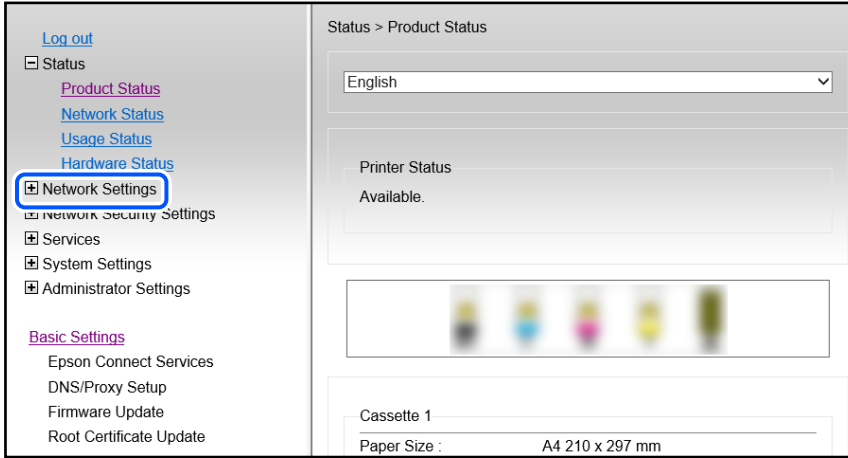 Log out
Status
Product Status
Network Status
Usage Status
Hardware Status
Network Settings
Network Security Settings
Services
System Settings
Administrator Settings
Basic Settings
Epson Connect Services
DNS/Proxy Setup
Firmware Update
Root Certificate Update
Status > Product Status
English
Printer Status
Available.
Cassette 1
Paper Size : A4 210 x 297 mm